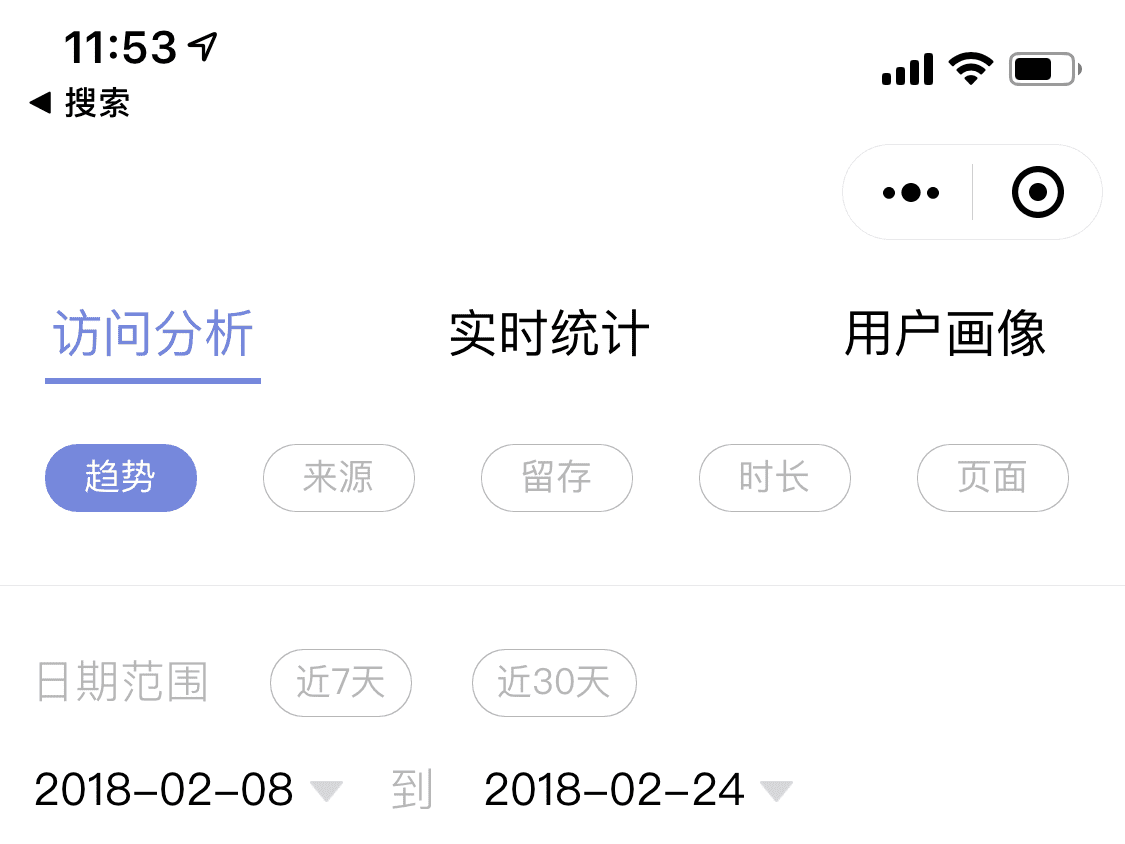 11:53
搜索
访问分析 实时统计 用户画像
趋势 来源 留存 时长 页面
日期范围 近7天 近30天
2018-02-08 到 2018-02-24